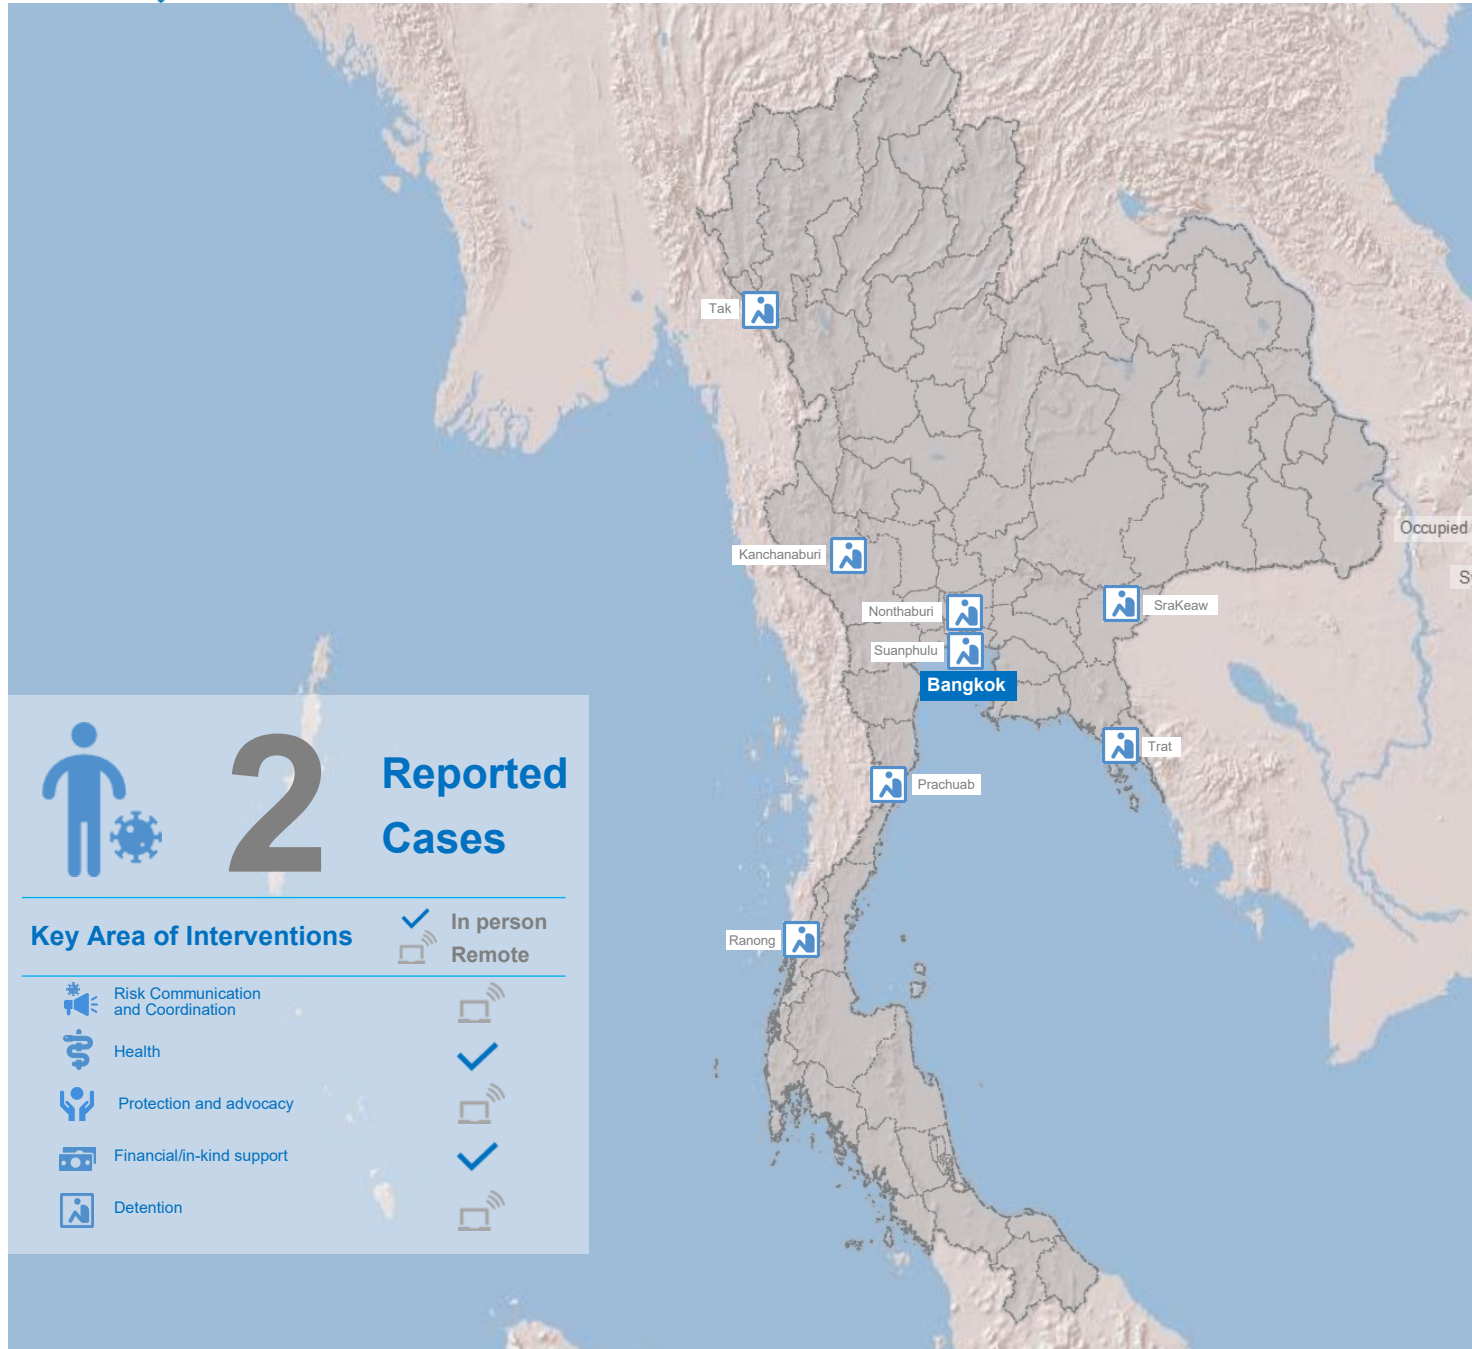 Tak
Occupied
Kanchanaburi
Nonthaburi
SraKeaw
Suanphulu
Bangkok
Trat
Prachuab
Ranong
2
Reported
Cases
Key Area of Interventions
In person
Remote
Risk Communication
and Coordination
Health
Protection and advocacy
Financial/in-kind support
Detention